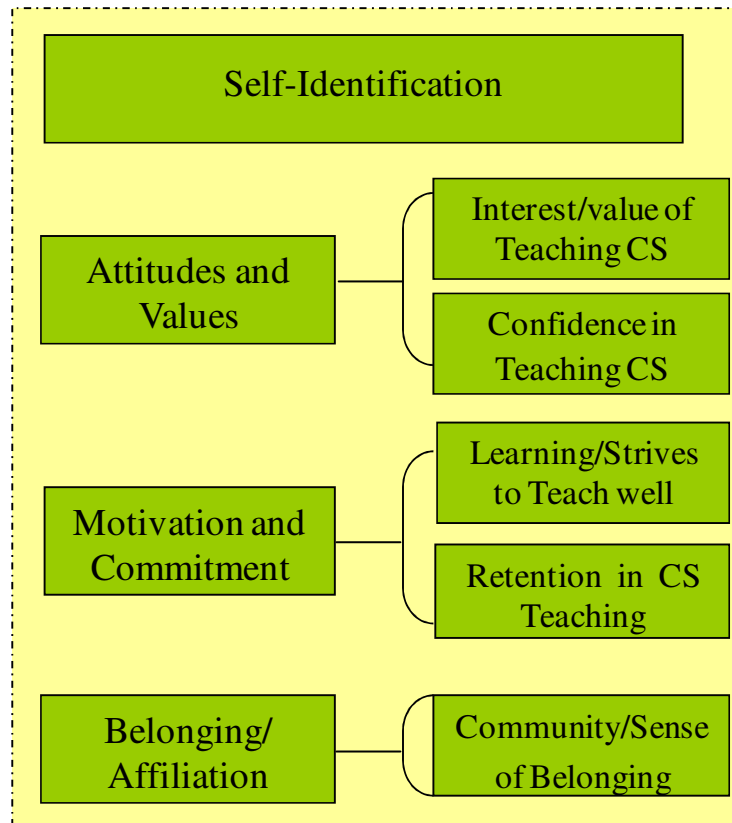 Self-Identification
Attitudes and
Values
Interest/value of
Teaching CS
Confidence in
Teaching CS
Motivation and
Commitment
Learning/Strives
to Teach well
Retention in CS
Teaching
Belonging/
Affiliation
Community/Sense
of Belonging